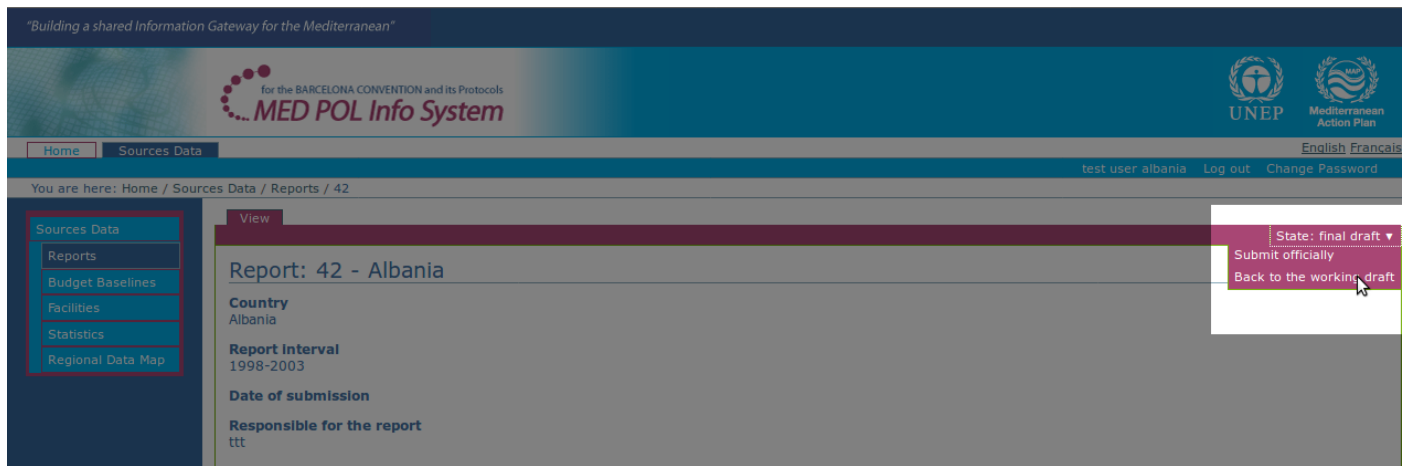 "Building a shared Information Gateway for the Mediterranean"
for the BARCELONA CONVENTION and its Protocols
MED POL Info System
UNEP
MAP
Mediterranean
Action Plan
Home Sources Data
English Français
test user albania Log out Change Password
You are here: Home / Sources Data / Reports / 42
Sources Data
Reports
Budget Baselines
Facilities
Statistics
Regional Data Map
View
State: final draft ▼
Submit officially
Back to the working draft
Report: 42 - Albania
Country
Albania
Report interval
1998-2003
Date of submission
Responsible for the report
ttt